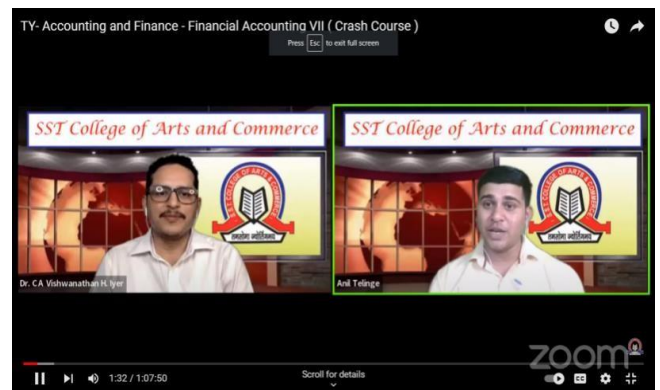 TY- Accounting and Finance - Financial Accounting VII ( Crash Course )
Press Esc to exit full screen
SST College of Arts and Commerce
SST College of Arts and Commerce
Dr. CA Vishwanathan H. Iyer
Anil Telinge
zoom
1:32 / 1:07:50
Scroll for details
CC